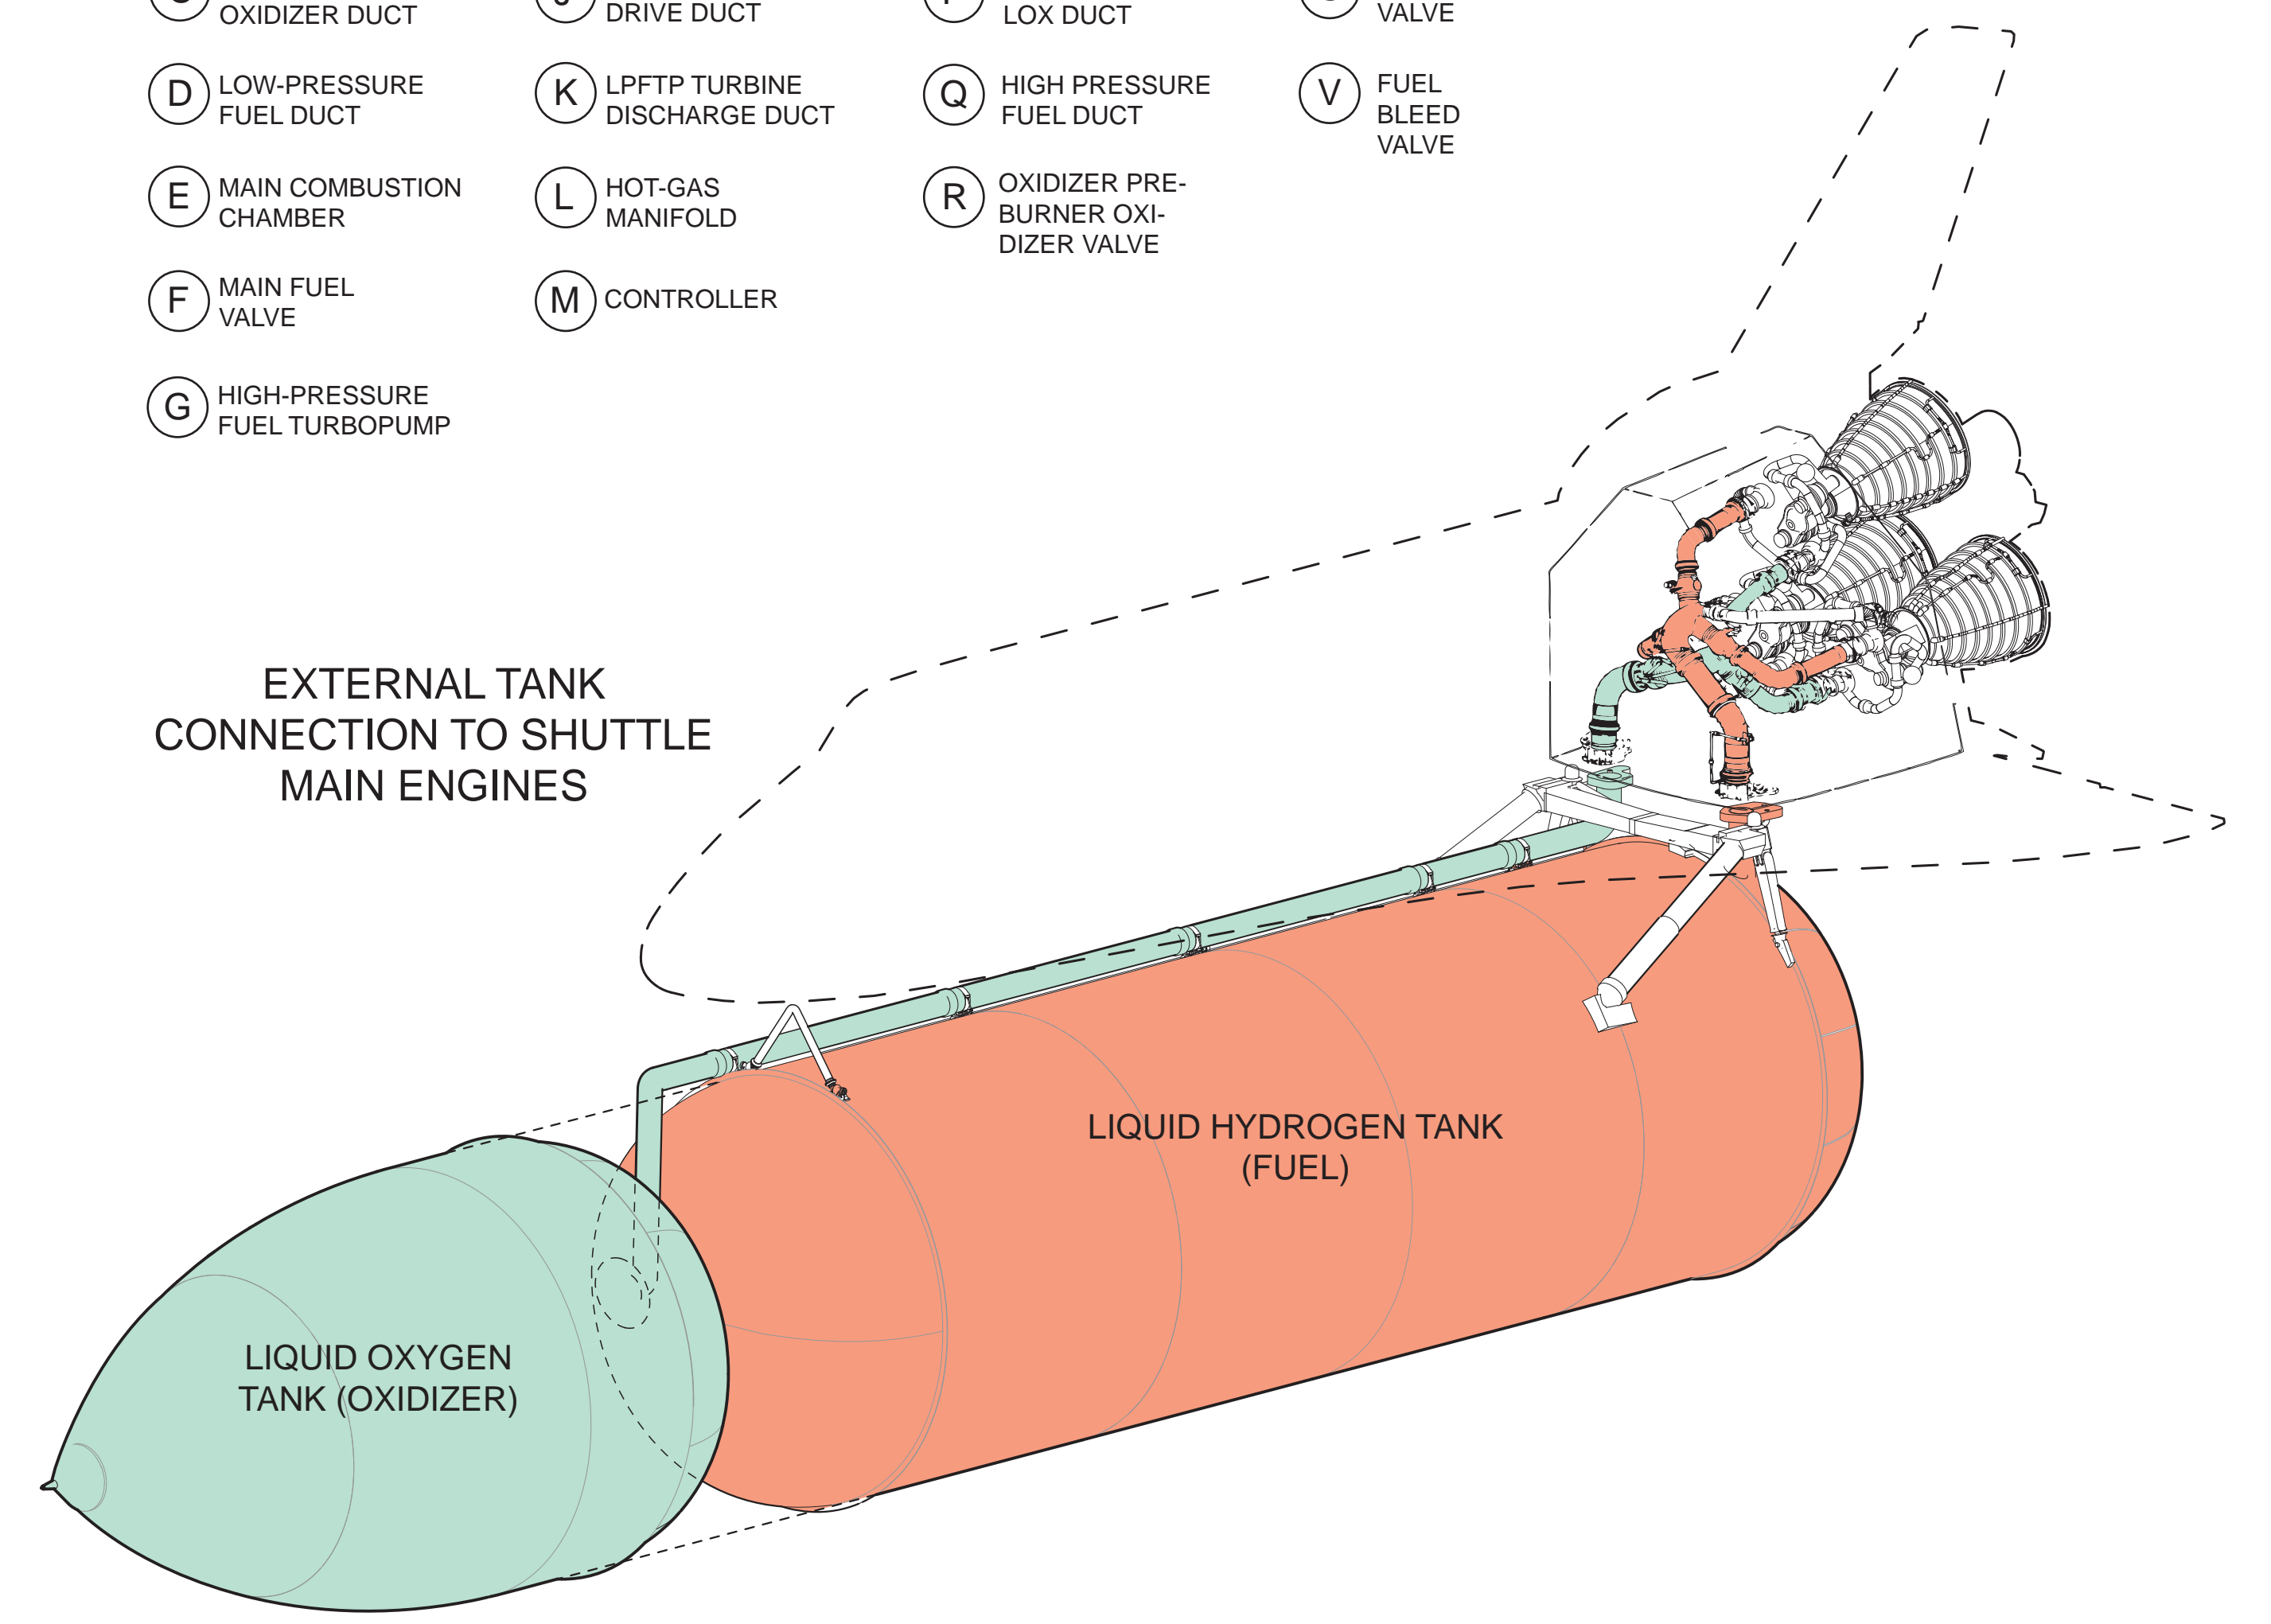 OXIDIZER DUCT
D LOW-PRESSURE
FUEL DUCT
E MAIN COMBUSTION
CHAMBER
F MAIN FUEL
VALVE
G HIGH-PRESSURE
FUEL TURBOPUMP
DRIVE DUCT
K LPFTP TURBINE
DISCHARGE DUCT
L HOT-GAS
MANIFOLD
M CONTROLLER
LOX DUCT
Q HIGH PRESSURE
FUEL DUCT
R OXIDIZER PRE-
BURNER OXI-
DIZER VALVE
VALVE
V FUEL
BLEED
VALVE
EXTERNAL TANK
CONNECTION TO SHUTTLE
MAIN ENGINES
LIQUID HYDROGEN TANK
(FUEL)
LIQUID OXYGEN
TANK (OXIDIZER)